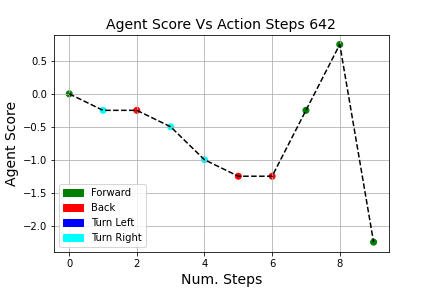 Agent Score Vs Action Steps 642
Agent Score
0.5
0.0
−0.5
−1.0
−1.5
−2.0
Forward
Back
Turn Left
Turn Right
0 2 4 6 8
Num. Steps